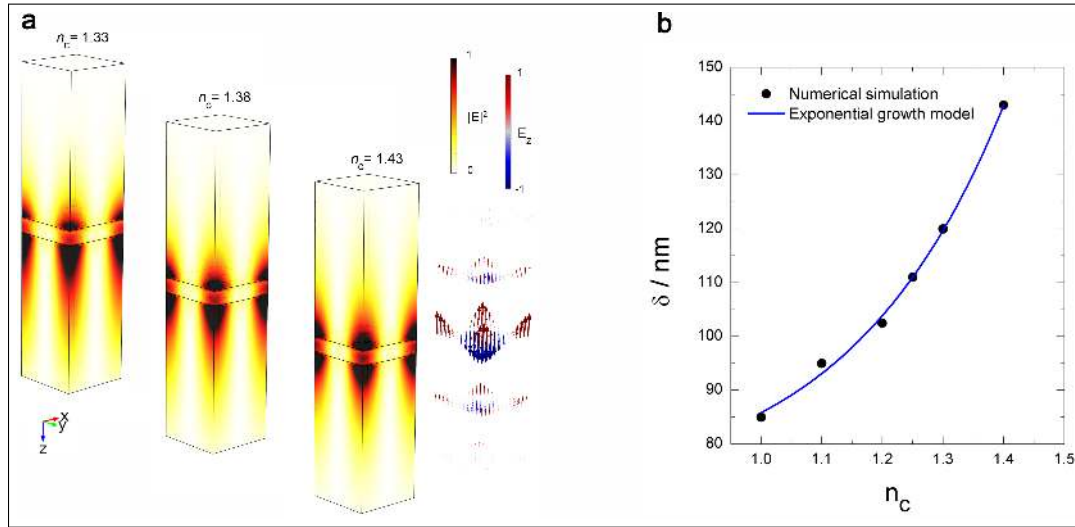 a
n_c = 1.33
n_c = 1.38
n_c = 1.43
1
|E|²
0
1
E_z
-1
x
y
z
b
Numerical simulation
Exponential growth model
150
140
130
120
110
100
90
80
δ / nm
1.0 1.1 1.2 1.3 1.4 1.5
n_c